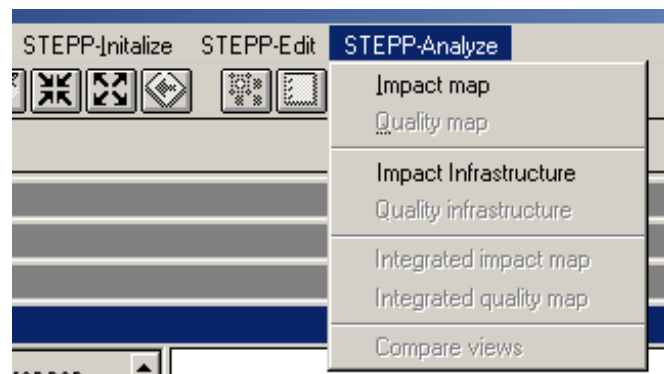 STEPP-Initalize STEPP-Edit STEPP-Analyze
Impact map
Quality map
Impact Infrastructure
Quality infrastructure
Integrated impact map
Integrated quality map
Compare views